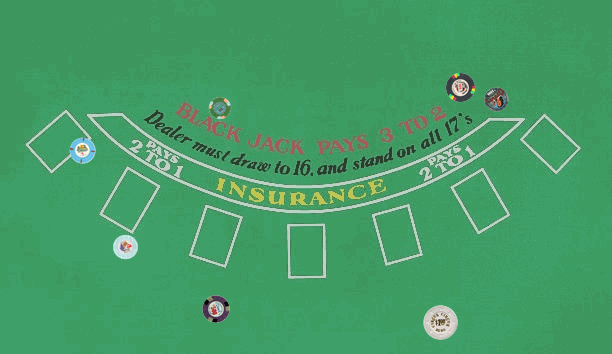 BLACK JACK PAYS 3 TO 2
Dealer must draw to 16, and stand on all 17's
PAYS
2 TO 1
INSURANCE
PAYS
2 TO 1